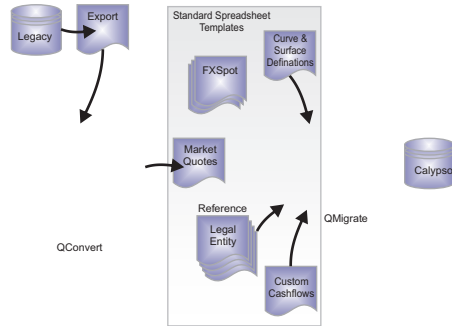 Legacy
Export
Standard Spreadsheet
Templates
FXSpot
Curve &
Surface
Definations
Market
Quotes
Calypso
Reference
Legal
Entity
QMigrate
QConvert
Custom
Cashflows